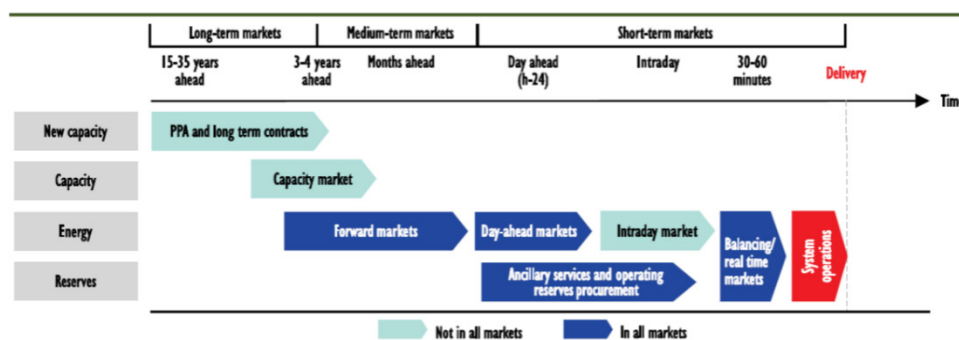 Long-term markets
Medium-term markets
Short-term markets
15-35 years
ahead
3-4 years
ahead
Months ahead
Day ahead
(h-24)
Intraday
30-60
minutes
Delivery
Time
New capacity
PPA and long term contracts
Capacity
Capacity market
Energy
Forward markets
Day-ahead markets
Intraday market
Balancing/
real time
markets
System
operations
Reserves
Ancillary services and operating
reserves procurement
Not in all markets
In all markets